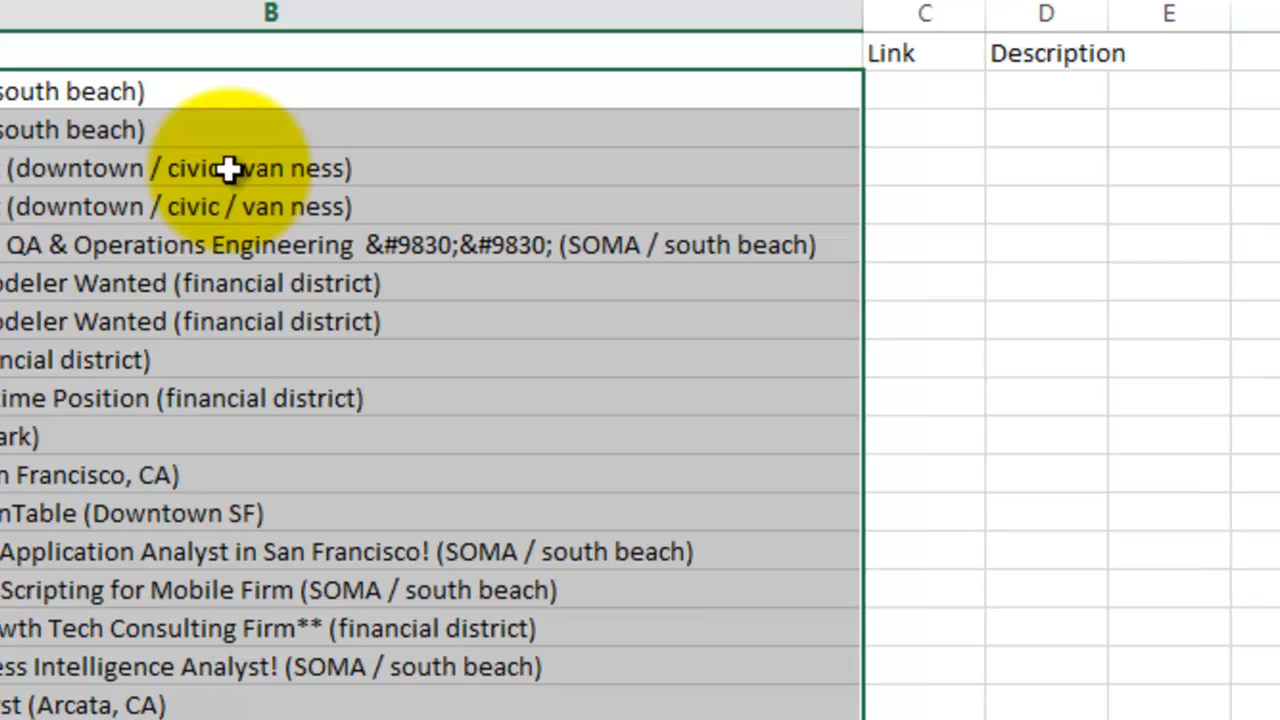 B C D E
Link Description
south beach)
south beach)
(downtown / civic van ness)
(downtown / civic / van ness)
QA & Operations Engineering &#9830;&#9830; (SOMA / south beach)
odeler Wanted (financial district)
odeler Wanted (financial district)
ncial district)
time Position (financial district)
ark)
n Francisco, CA)
nTable (Downtown SF)
Application Analyst in San Francisco! (SOMA / south beach)
Scripting for Mobile Firm (SOMA / south beach)
wth Tech Consulting Firm** (financial district)
ess Intelligence Analyst! (SOMA / south beach)
st (Arcata, CA)